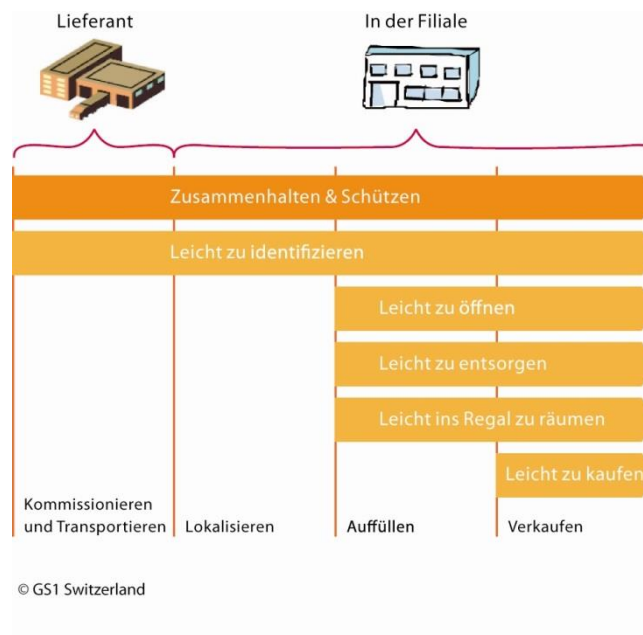 Lieferant
In der Filiale
Zusammenhalten & Schützen
Leicht zu identifizieren
Leicht zu öffnen
Leicht zu entsorgen
Leicht ins Regal zu räumen
Leicht zu kaufen
Kommissionieren
und Transportieren
Lokalisieren
Auffüllen
Verkaufen
© GS1 Switzerland